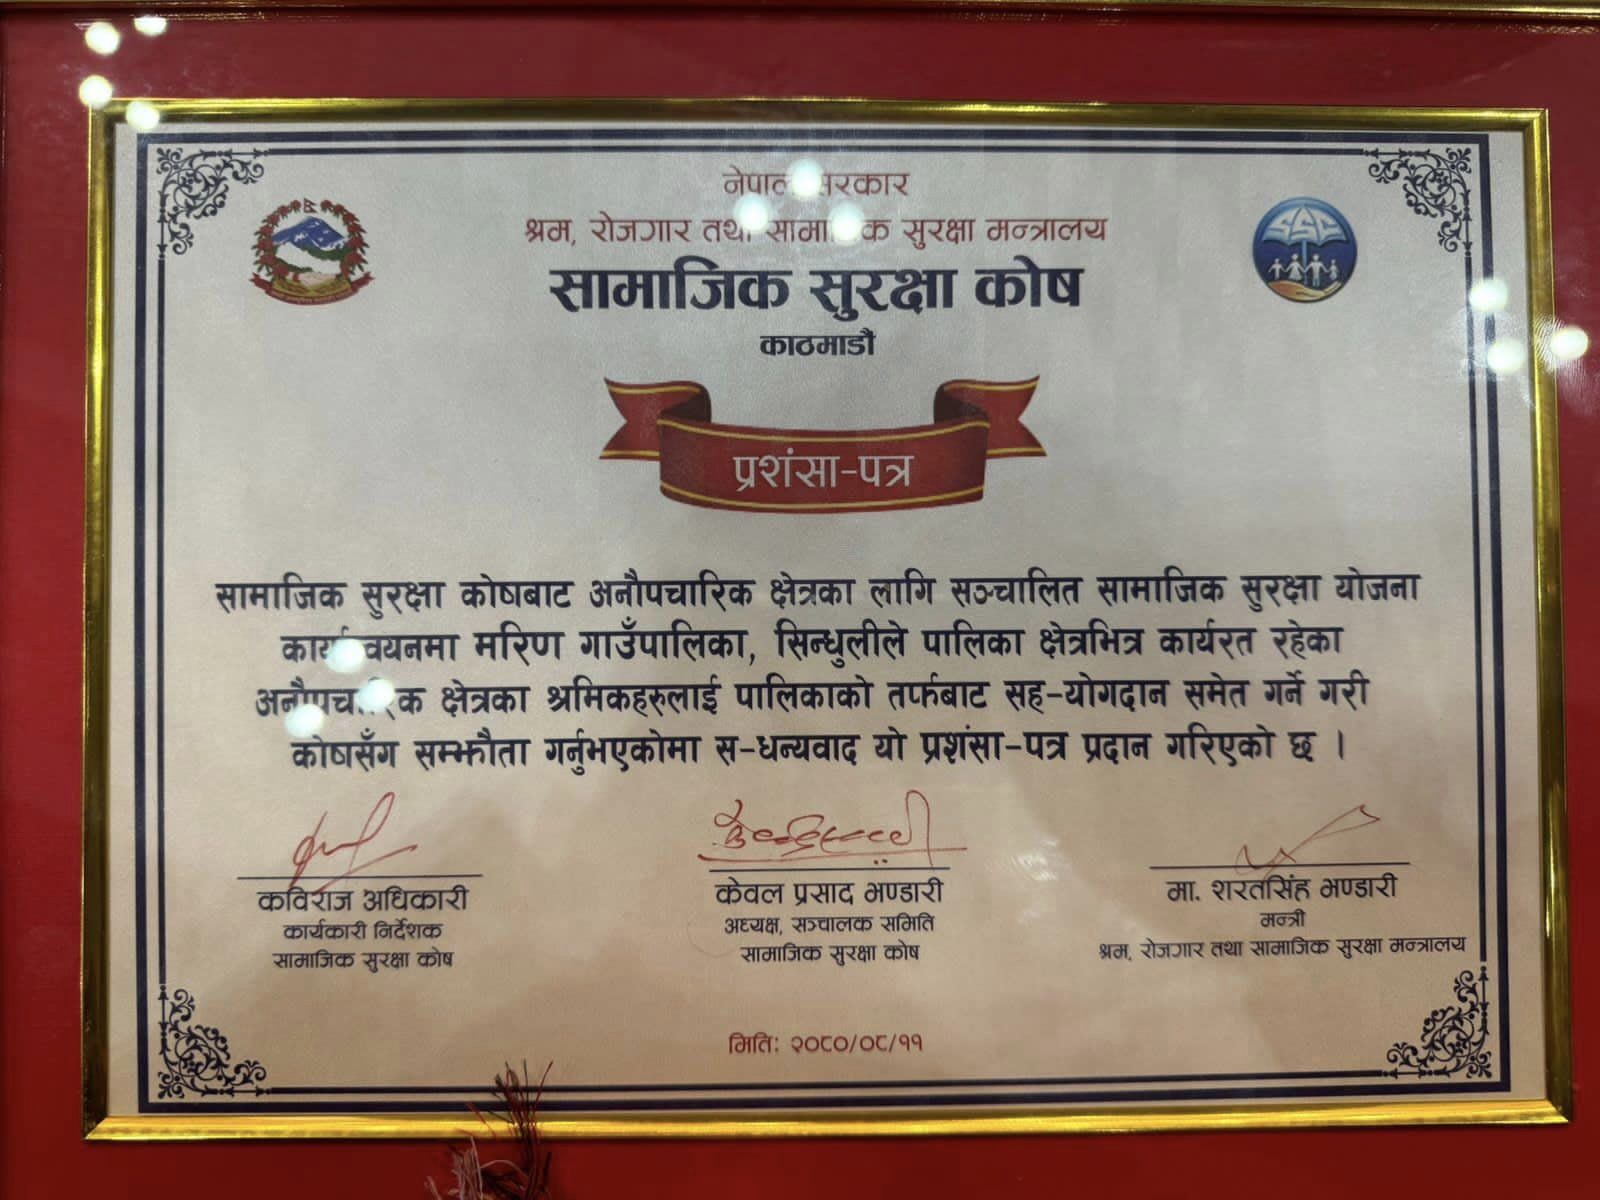 नेपाल सरकार
श्रम, रोजगार तथा सामाजिक सुरक्षा मन्त्रालय
सामाजिक सुरक्षा कोष
काठमाडौं
SSF
प्रशंसा-पत्र
सामाजिक सुरक्षा कोषबाट अनौपचारिक क्षेत्रका लागि सञ्चालित सामाजिक सुरक्षा योजना
कार्यान्वयनमा मरिण गाउँपालिका, सिन्धुलीले पालिका क्षेत्रभित्र कार्यरत रहेका
अनौपचारिक क्षेत्रका श्रमिकहरुलाई पालिकाको तर्फबाट सह-योगदान समेत गर्ने गरी
कोषसँग सम्झौता गर्नुभएकोमा स-धन्यवाद यो प्रशंसा-पत्र प्रदान गरिएको छ ।
कविराज अधिकारी
कार्यकारी निर्देशक
सामाजिक सुरक्षा कोष
केवल प्रसाद भण्डारी
अध्यक्ष, सञ्चालक समिति
सामाजिक सुरक्षा कोष
मा. शरतसिंह भण्डारी
मन्त्री
श्रम, रोजगार तथा सामाजिक सुरक्षा मन्त्रालय
मिति: २०८०/०८/११